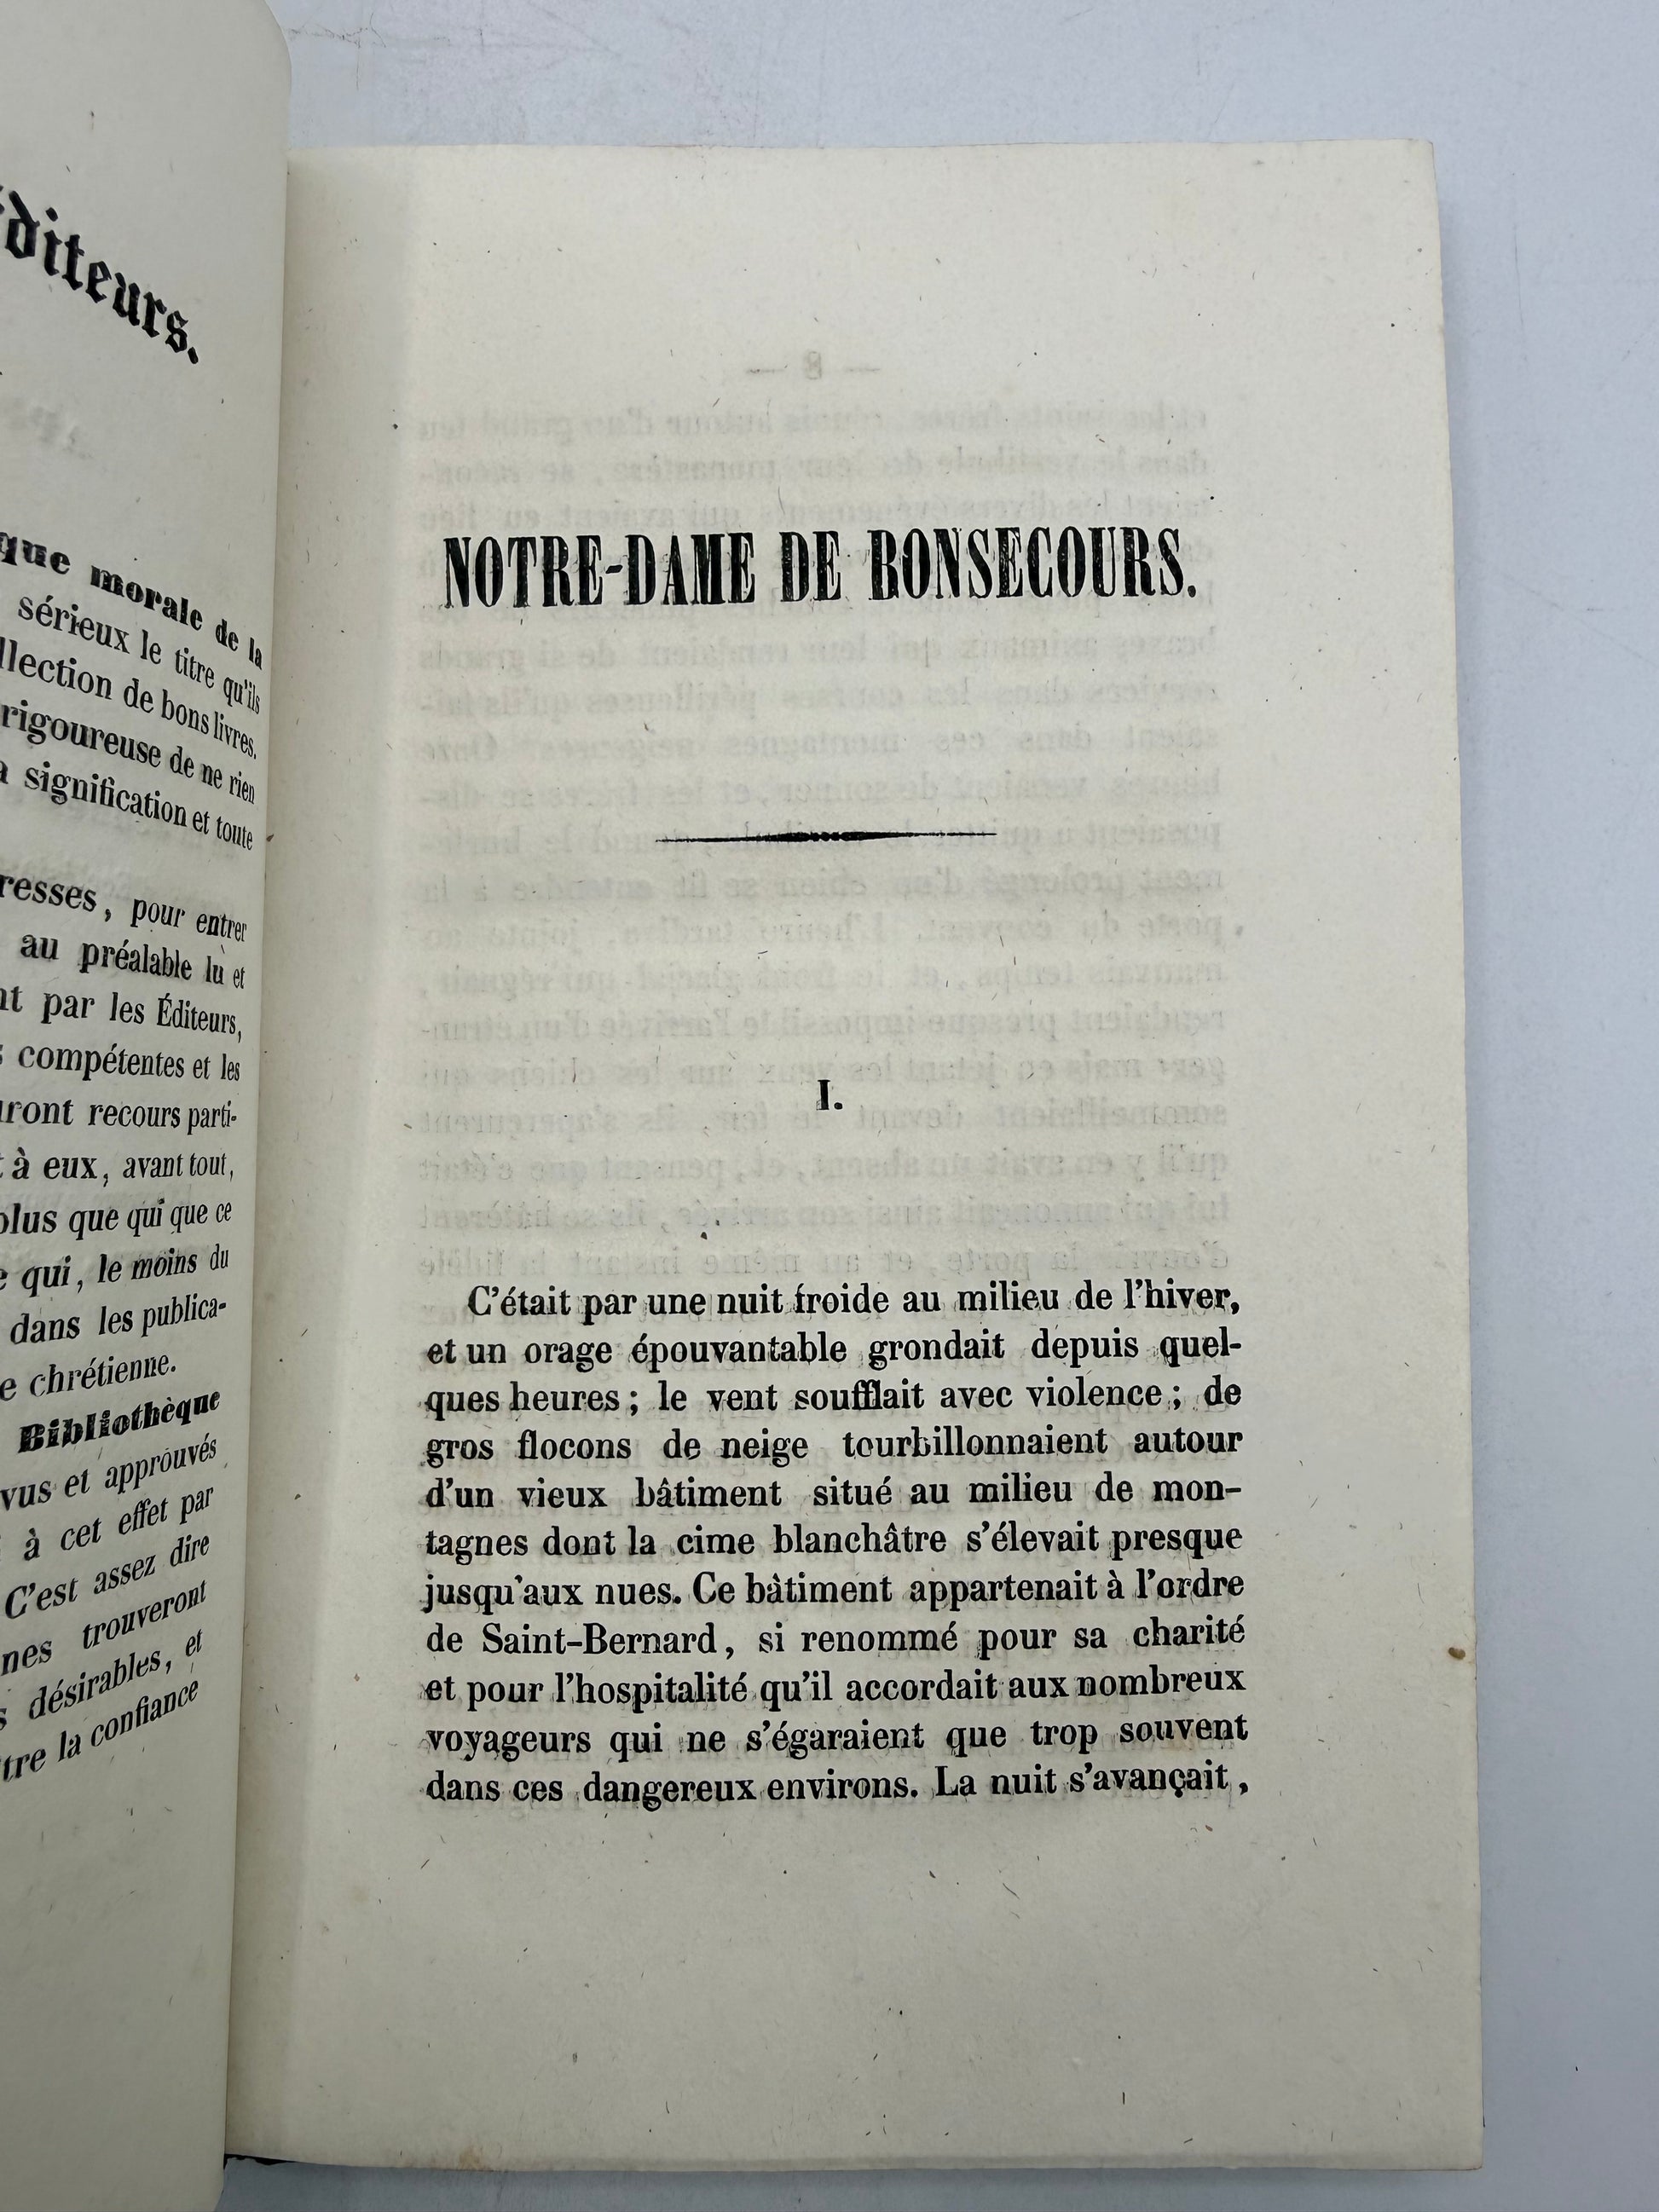 Éditeurs.
que morale de la
sérieux le titre qu'ils
llection de bons livres.
rigoureuse de ne rien
a signification et toute
resses, pour entrer
au préalable lu et
nt par les Éditeurs,
s compétentes et les
uront recours parti-
t à eux, avant tout,
plus que qui que ce
e qui, le moins du
dans les publica-
e chrétienne.
Bibliothèque
vus et approuvés
à cet effet par
C'est assez dire
nes trouveront
s désirables, et
tre la confiance
— 8 —
NOTRE-DAME DE BONSECOURS.
I.
C'était par une nuit froide au milieu de l'hiver,
et un orage épouvantable grondait depuis quel-
ques heures ; le vent soufflait avec violence ; de
gros flocons de neige tourbillonnaient autour
d'un vieux bâtiment situé au milieu de mon-
tagnes dont la cime blanchâtre s'élevait presque
jusqu'aux nues. Ce bâtiment appartenait à l'ordre
de Saint-Bernard, si renommé pour sa charité
et pour l'hospitalité qu'il accordait aux nombreux
voyageurs qui ne s'égaraient que trop souvent
dans ces dangereux environs. La nuit s'avançait,